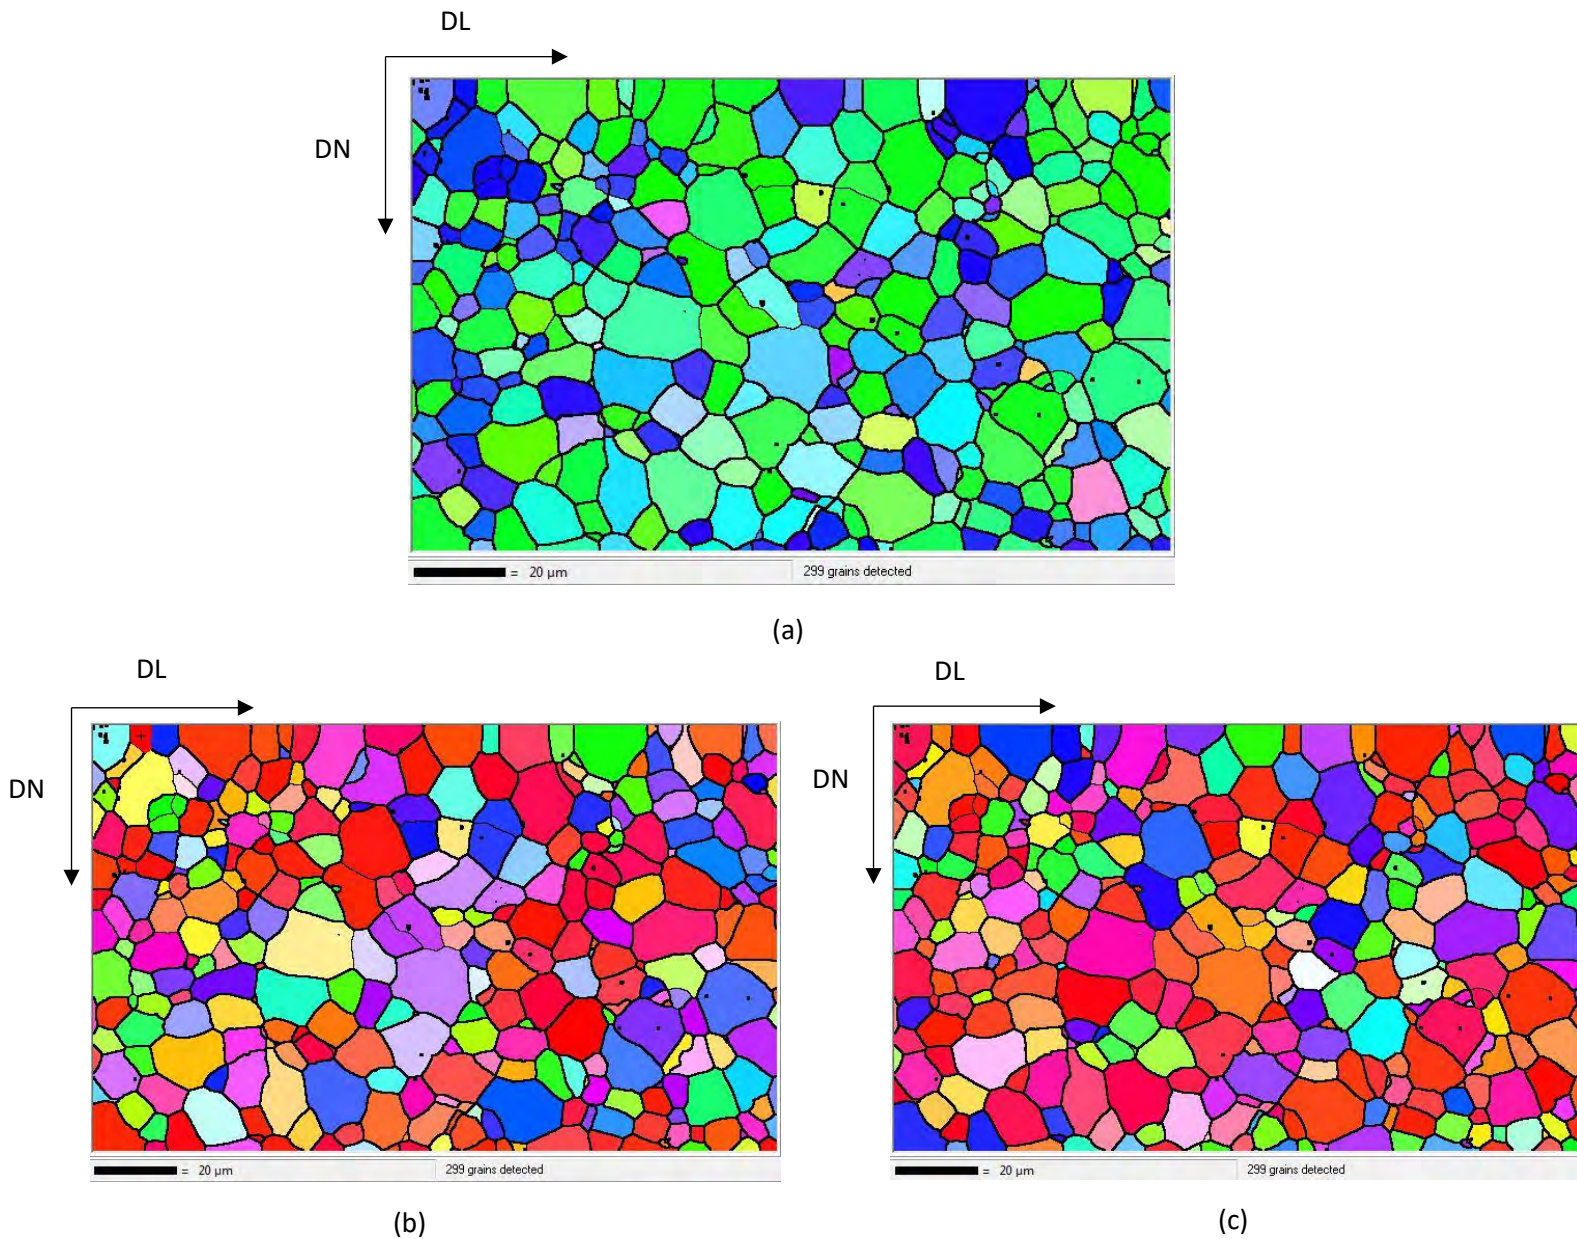 DL
DN
= 20 µm 299 grains detected
(a)
DL
DN
= 20 µm 299 grains detected
(b)
DL
DN
= 20 µm 299 grains detected
(c)